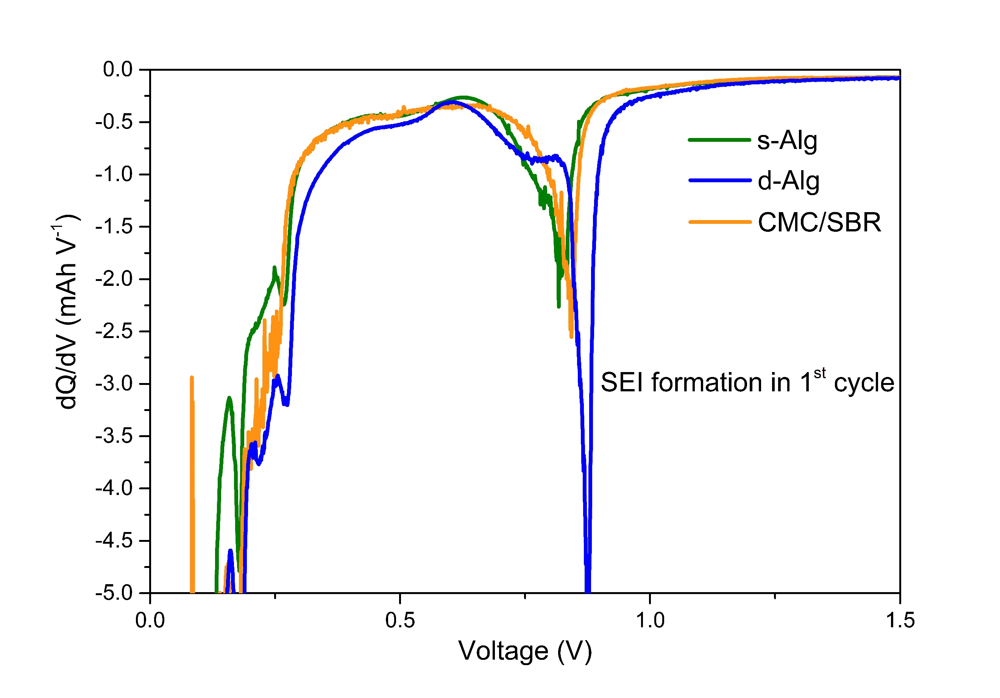 0.0
-0.5
-1.0
-1.5
-2.0
-2.5
-3.0
-3.5
-4.0
-4.5
-5.0
dQ/dV (mAh V⁻¹)
s-Alg
d-Alg
CMC/SBR
SEI formation in 1ˢᵗ cycle
0.0 0.5 1.0 1.5
Voltage (V)